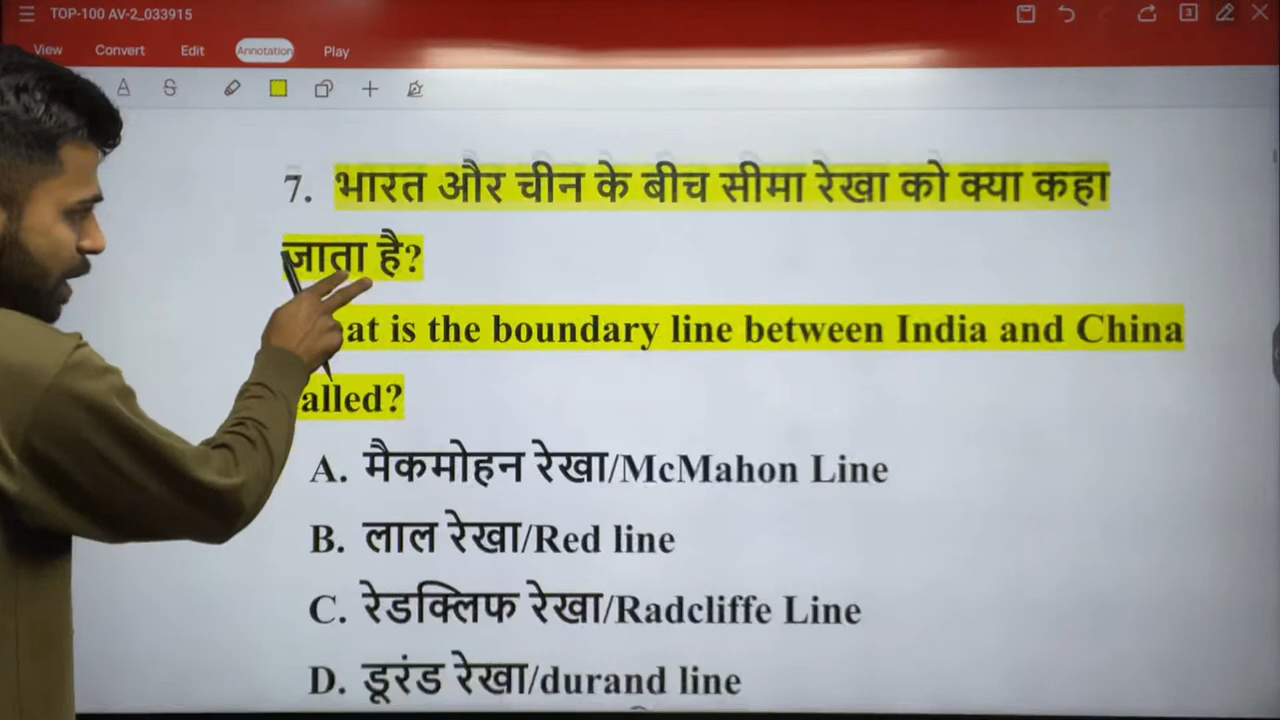 TOP-100 AV-2_033915
View Convert Edit Annotation Play
3
7. भारत और चीन के बीच सीमा रेखा को क्या कहा
जाता है?
at is the boundary line between India and China
alled?
A. मैकमोहन रेखा/McMahon Line
B. लाल रेखा/Red line
C. रेडक्लिफ रेखा/Radcliffe Line
D. डूरंड रेखा/durand line